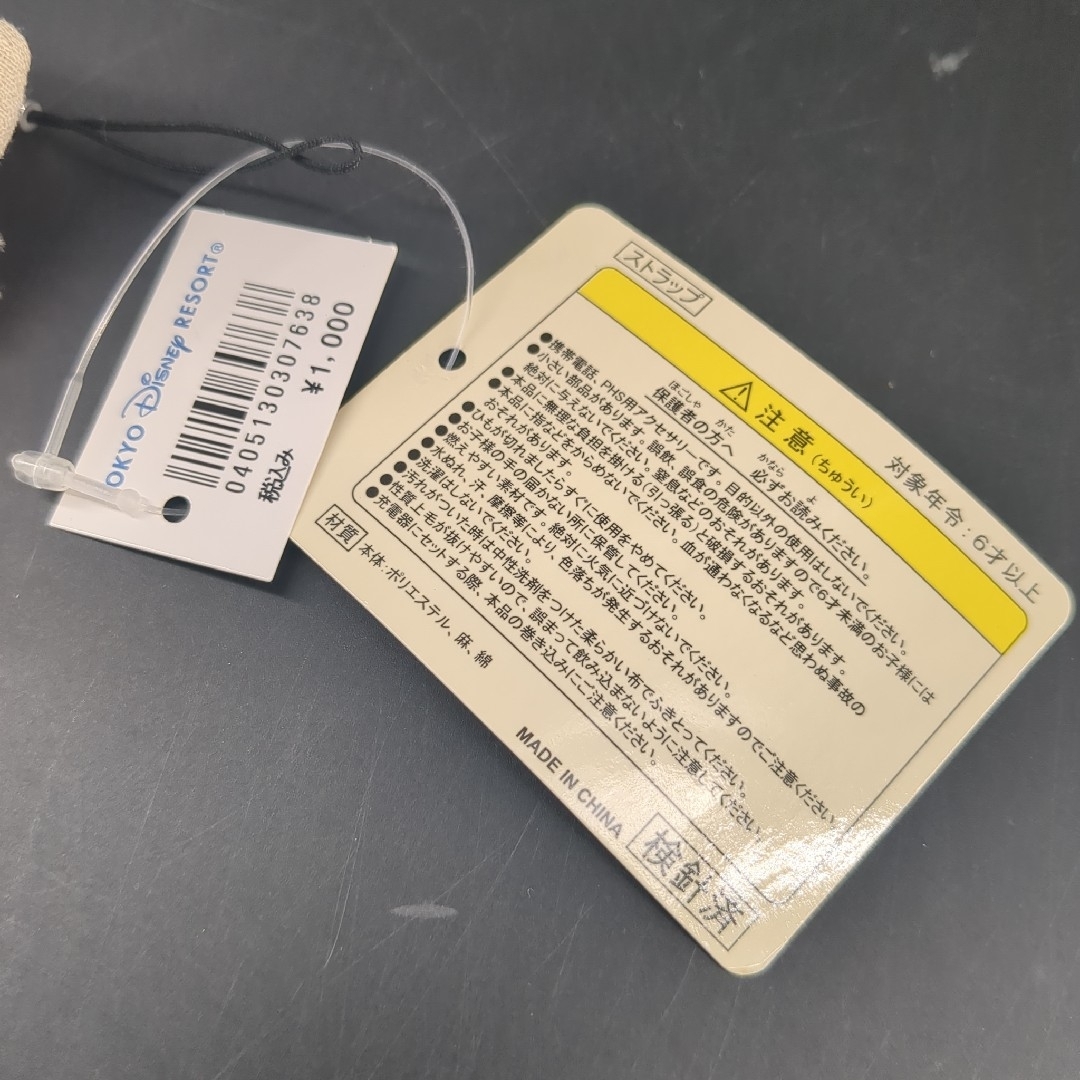 TOKYO DISNEY RESORT®
0405130307638
¥1,000
税込み
ストラップ
対象年令：6才以上
注意（ちゅうい）
ほごしゃ かた かなら よ
保護者の方へ 必ずお読みください。
●携帯電話、PHS用アクセサリーです。目的以外の使用はしないでください。
●小さい部品があります。誤飲、誤食の危険がありますので6才未満のお子様には
絶対に与えないでください。窒息などのおそれがあります。
●本品に無理な負担を掛ける(引っ張る)と破損するおそれがあります。
●本品に指などをからめないでください。血が通わなくなるなど思わぬ事故の
おそれがあります。
●ひもが切れましたらすぐに使用をやめてください。
●お子様の手の届かない所に保管してください。
●燃えやすい素材です。絶対に火気に近づけないでください。
●水ぬれ、汗、摩擦等により、色落ちが発生するおそれがありますのでご注意ください。
●洗濯はしないでください。
●汚れがついた時は中性洗剤をつけた柔らかい布でふきとってください。
●性質上毛が抜けやすいので、誤まって飲み込まないように注意してください。
●充電器にセットする際、本品の巻き込みにご注意ください。
材質 本体：ポリエステル、麻、綿
MADE IN CHINA
検針済